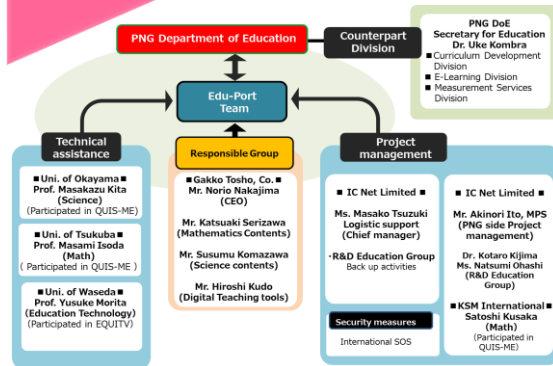 PNG Department of Education
Counterpart
Division
PNG DoE
Secretary for Education
Dr. Uke Kombra
■Curriculum Development
Division
■ E-Learning Division
■ Measurement Services
Division
Edu-Port
Team
Technical
assistance
Responsible Group
Project
management
■Uni. of Okayama
Prof. Masakazu Kita
(Science)
(Participated in QUIS-ME)
■Uni. of Tsukuba
Prof. Masami Isoda
(Math)
( Participated in QUIS-ME )
■Uni. of Waseda
Prof. Yusuke Morita
(Education Technology)
(Participated in EQUITV)
■Gakko Tosho, Co. ■
Mr. Norio Nakajima
(CEO)
Mr. Katsuaki Serizawa
(Mathematics Contents)
Mr. Susumu Komazawa
(Science contents)
Mr. Hiroshi Kudo
(Digital Teaching tools)
■ IC Net Limited ■
Ms. Masako Tsuzuki
Logistic support
(Chief manager)
・R&D Education Group
Back up activities
Security measures
International SOS
■ IC Net Limited ■
Mr. Akinori Ito, MPS
(PNG side Project
management)
Dr. Kotaro Kijima
Ms. Natsumi Ohashi
(R&D Education
Group)
■KSM International■
Satoshi Kusaka
(Math)
(Participated in
QUIS-ME)